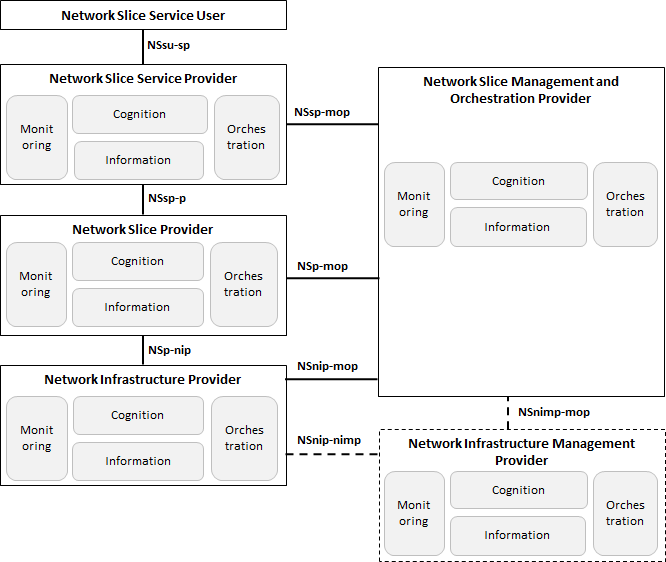 Network Slice Service User
NSsu-sp
Network Slice Service Provider
Monit
oring
Cognition
Information
Orches
tration
NSsp-mop
Network Slice Management and
Orchestration Provider
Monit
oring
Cognition
Information
Orches
tration
NSsp-p
Network Slice Provider
Monit
oring
Cognition
Information
Orches
tration
NSp-mop
NSp-nip
Network Infrastructure Provider
Monit
oring
Cognition
Information
Orches
tration
NSnip-mop
NSnimp-mop
NSnip-nimp
Network Infrastructure Management
Provider
Monit
oring
Cognition
Information
Orches
tration